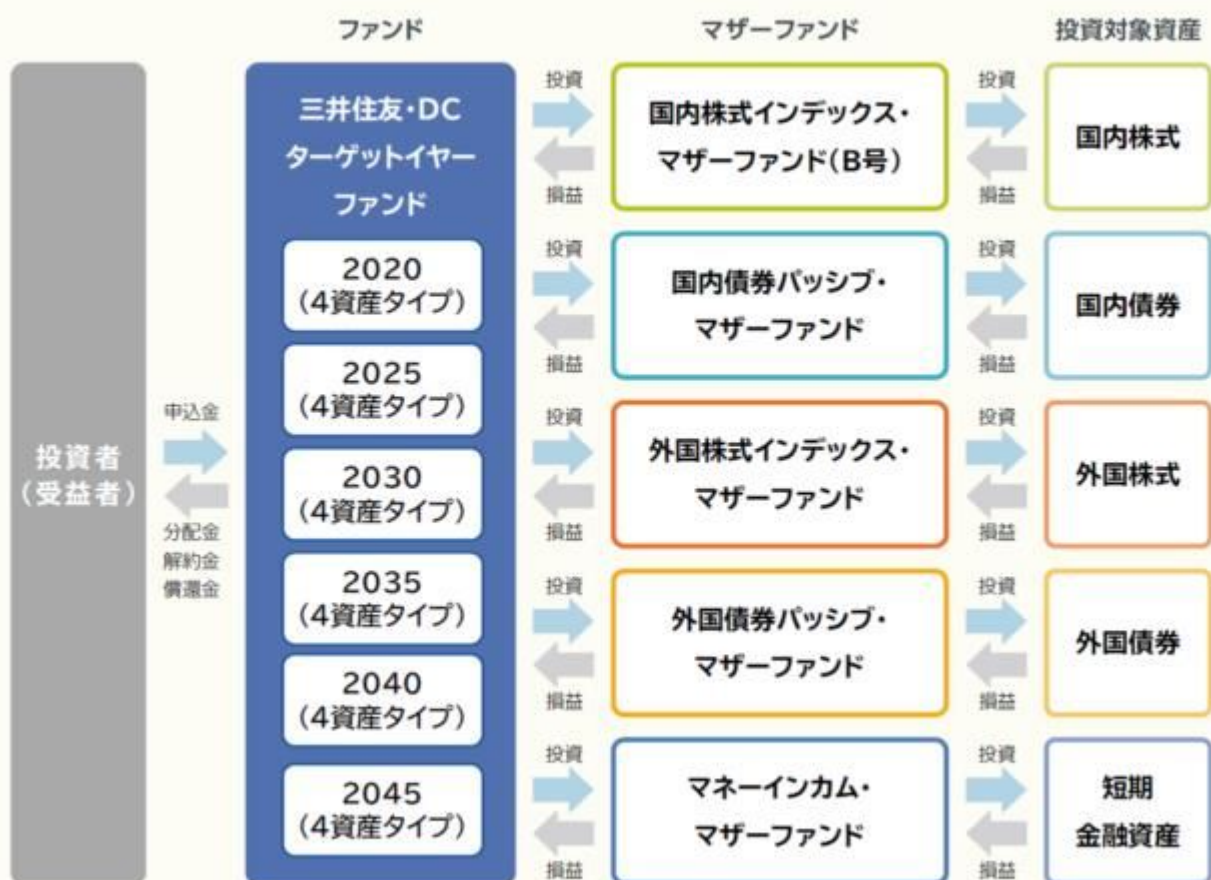 ファンド
マザーファンド
投資対象資産
投資者
(受益者)
申込金
分配金
解約金
償還金
三井住友・DC
ターゲットイヤー
ファンド
2020
(4資産タイプ)
2025
(4資産タイプ)
2030
(4資産タイプ)
2035
(4資産タイプ)
2040
(4資産タイプ)
2045
(4資産タイプ)
投資
損益
国内株式インデックス・
マザーファンド(B号)
投資
損益
国内株式
投資
損益
国内債券パッシブ・
マザーファンド
投資
損益
国内債券
投資
損益
外国株式インデックス・
マザーファンド
投資
損益
外国株式
投資
損益
外国債券パッシブ・
マザーファンド
投資
損益
外国債券
投資
損益
マネーインカム・
マザーファンド
投資
損益
短期
金融資産